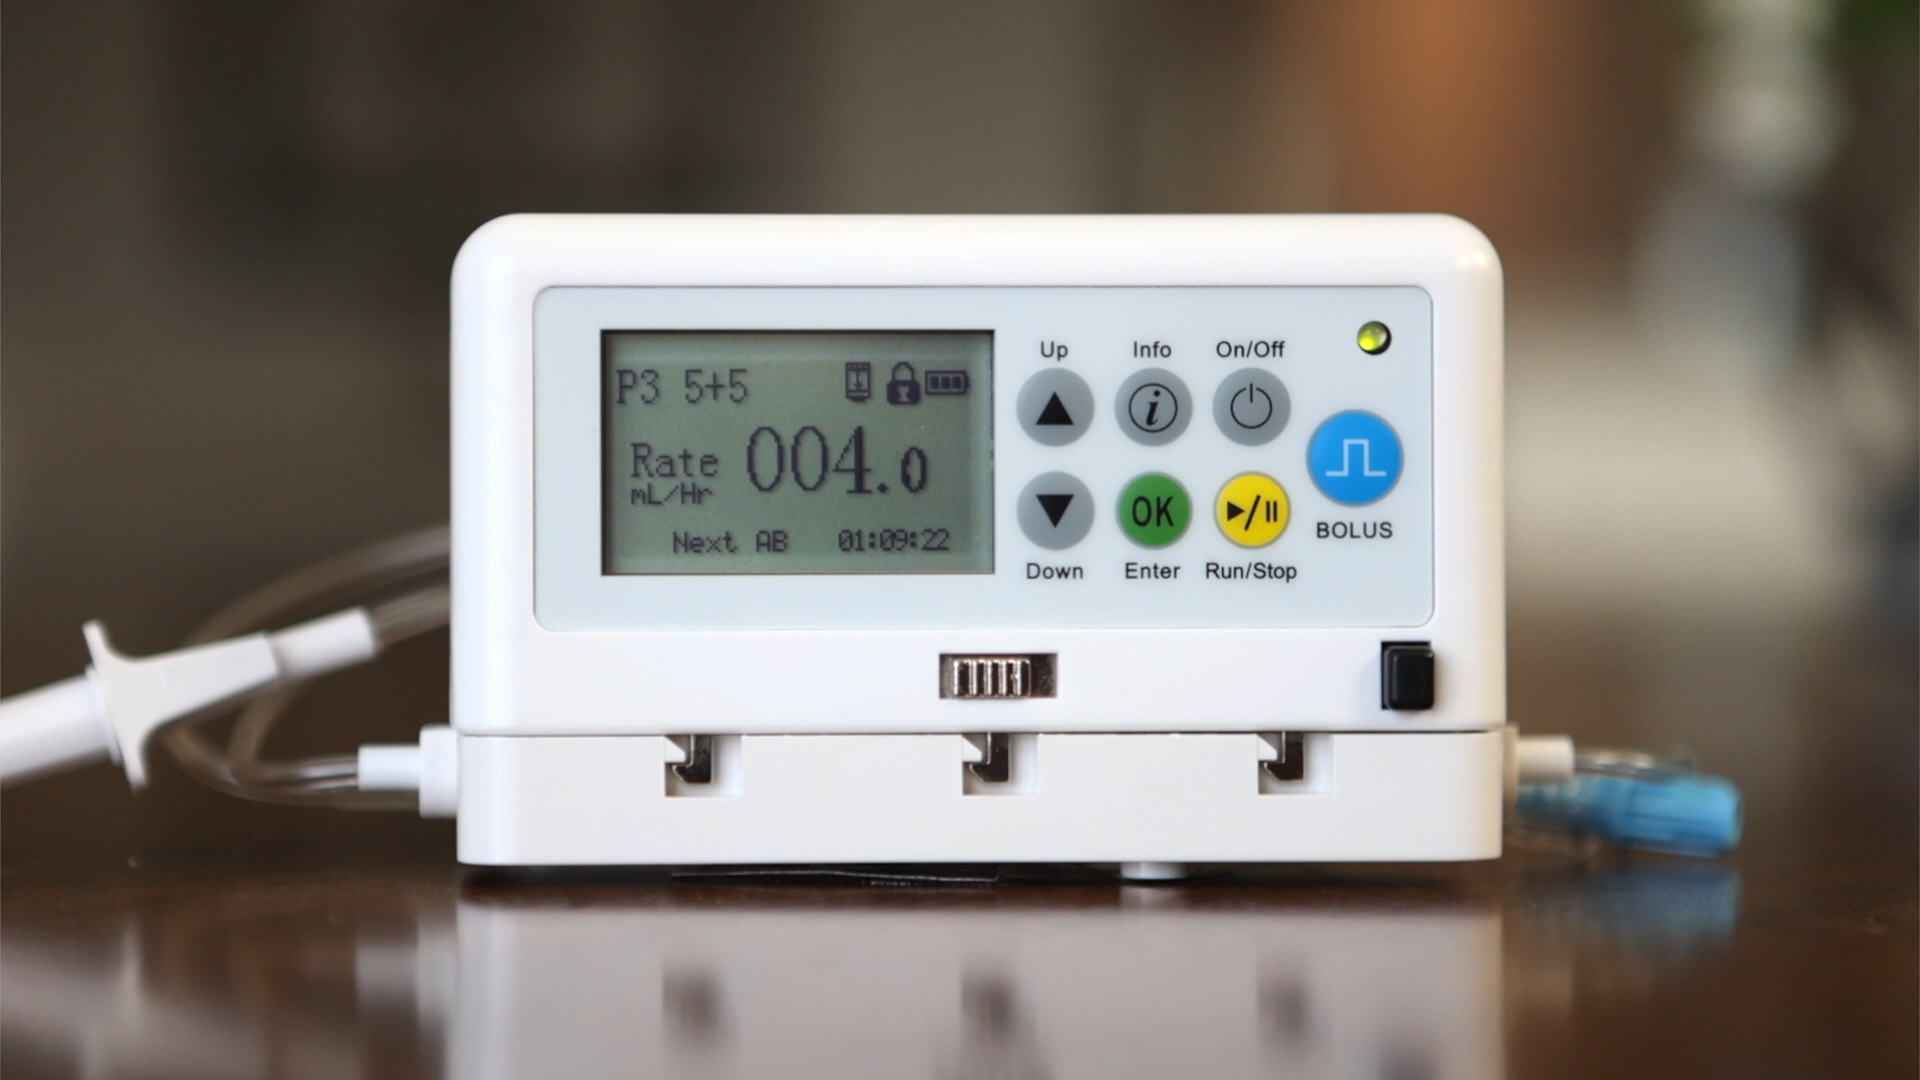 P3 5+5
Rate 004.0
mL/Hr
Next AB 01:09:22
Up Info On/Off
i
OK
Down Enter Run/Stop
BOLUS